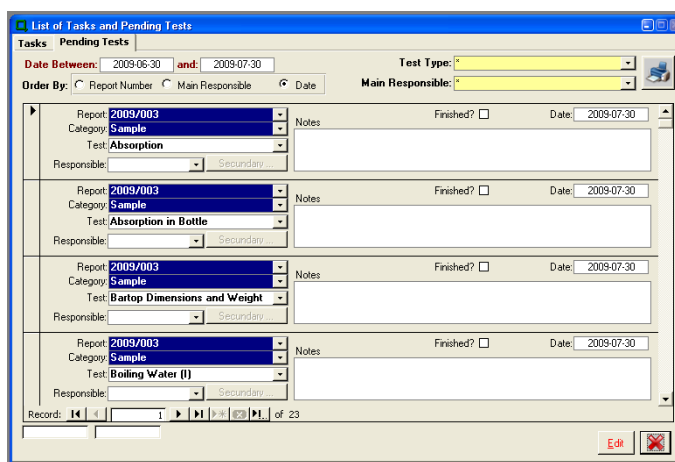 List of Tasks and Pending Tests
Tasks Pending Tests
Date Between: 2009-06-30 and: 2009-07-30 Test Type: *
Order By: Report Number Main Responsible Date Main Responsible: *
Report: 2009/003 Finished? Date: 2009-07-30
Category: Sample Notes
Test: Absorption
Responsible: Secundary ...
Report: 2009/003 Finished? Date: 2009-07-30
Category: Sample Notes
Test: Absorption in Bottle
Responsible: Secundary ...
Report: 2009/003 Finished? Date: 2009-07-30
Category: Sample Notes
Test: Bartop Dimensions and Weight
Responsible: Secundary ...
Report: 2009/003 Finished? Date: 2009-07-30
Category: Sample Notes
Test: Boiling Water (I)
Responsible: Secundary ...
Record: 1 of 23
Edit